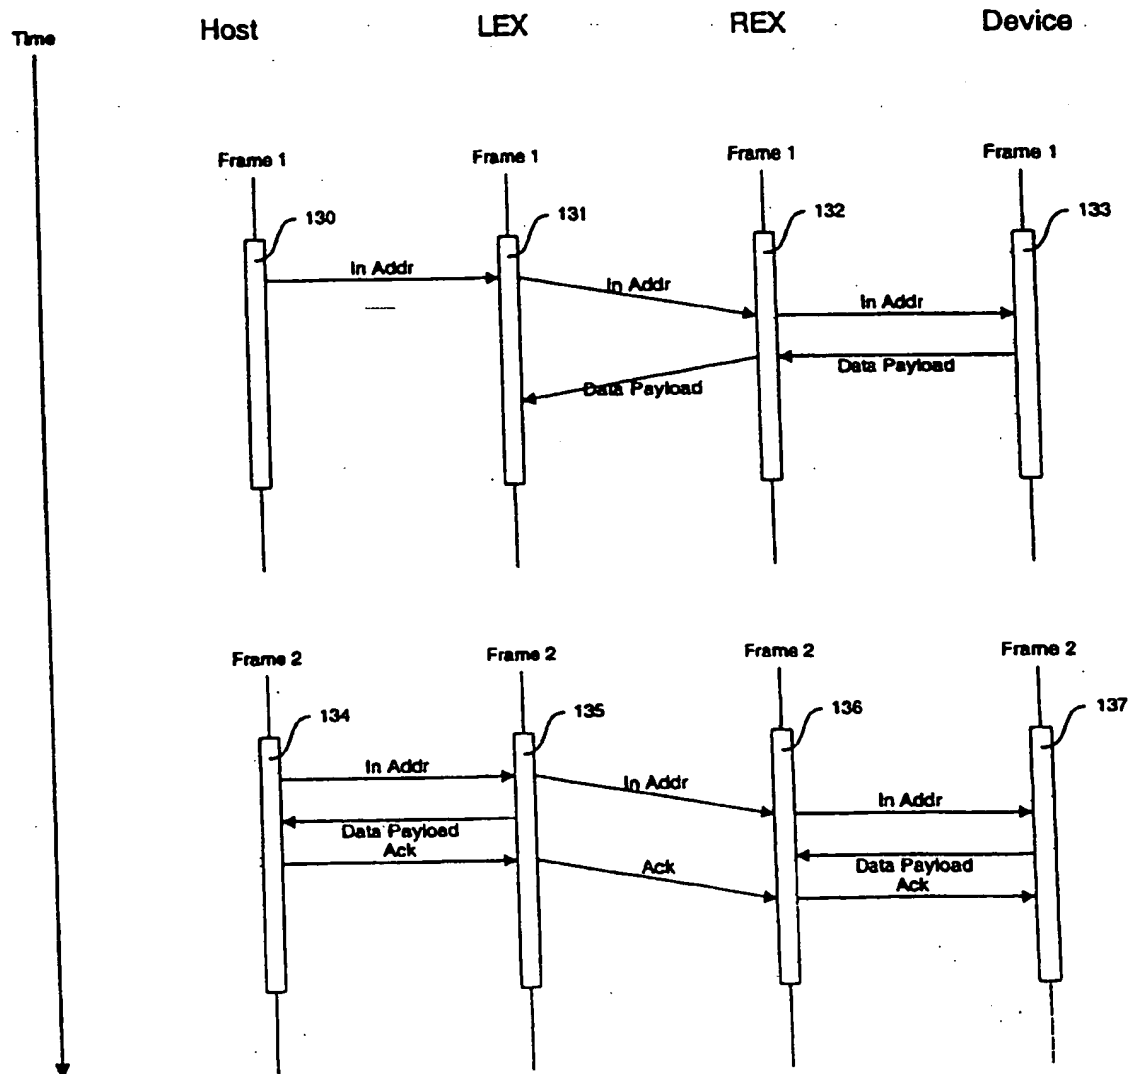 Time
Host
LEX
REX
Device
Frame 1
Frame 1
Frame 1
Frame 1
130
131
132
133
In Addr
In Addr
In Addr
Data Payload
Data Payload
Frame 2
Frame 2
Frame 2
Frame 2
134
135
136
137
In Addr
In Addr
In Addr
Data Payload
Ack
Ack
Data Payload
Ack